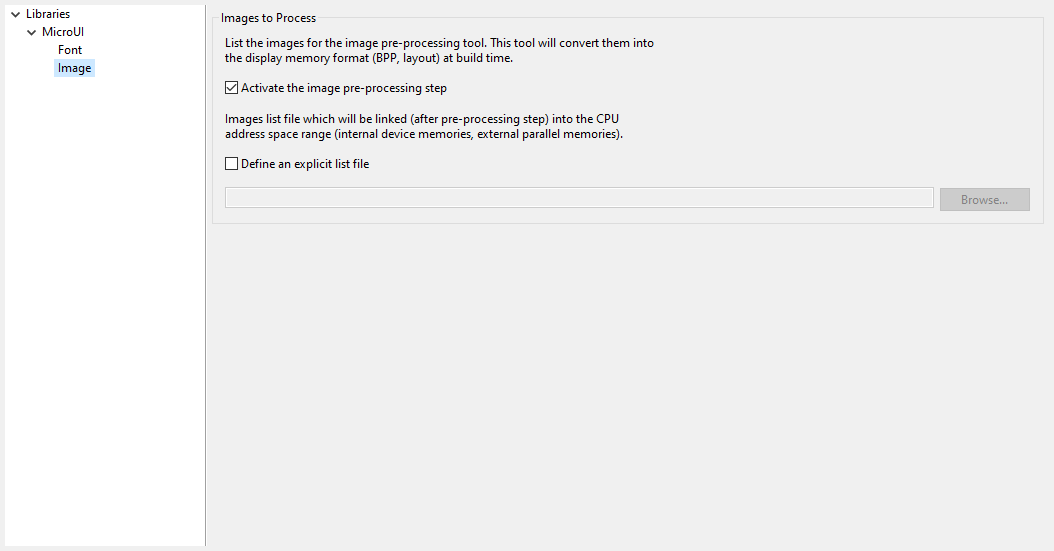 Libraries
MicroUI
Font
Image
Images to Process
List the images for the image pre-processing tool. This tool will convert them into
the display memory format (BPP, layout) at build time.
Activate the image pre-processing step
Images list file which will be linked (after pre-processing step) into the CPU
address space range (internal device memories, external parallel memories).
Define an explicit list file
Browse...